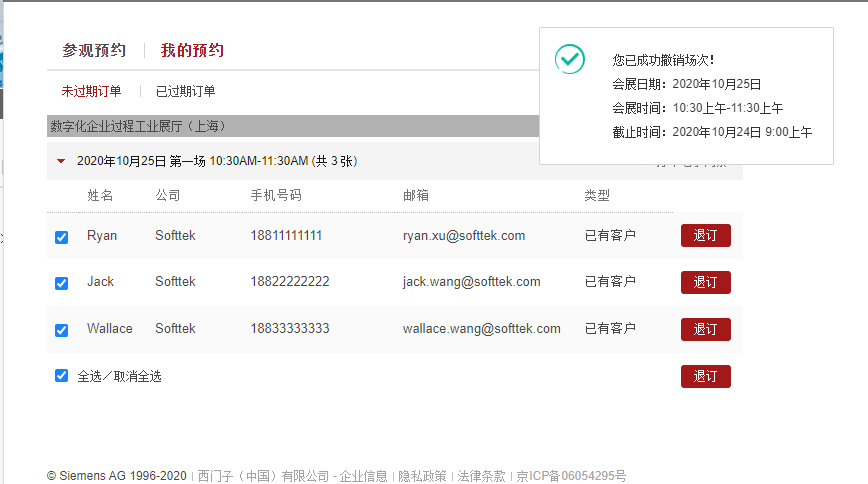 参观预约 我的预约
未过期订单 已过期订单
您已成功撤销场次!
会展日期：2020年10月25日
会展时间：10:30上午-11:30上午
截止时间：2020年10月24日 9:00上午
数字化企业过程工业展厅（上海）
2020年10月25日 第一场 10:30AM-11:30AM (共 3 张)
姓名 公司 手机号码 邮箱 类型
Ryan Softtek 18811111111 ryan.xu@softtek.com 已有客户 退订
Jack Softtek 18822222222 jack.wang@softtek.com 已有客户 退订
Wallace Softtek 18833333333 wallace.wang@softtek.com 已有客户 退订
全选／取消全选 退订
© Siemens AG 1996-2020 | 西门子（中国）有限公司 - 企业信息 | 隐私政策 | 法律条款 | 京ICP备06054295号